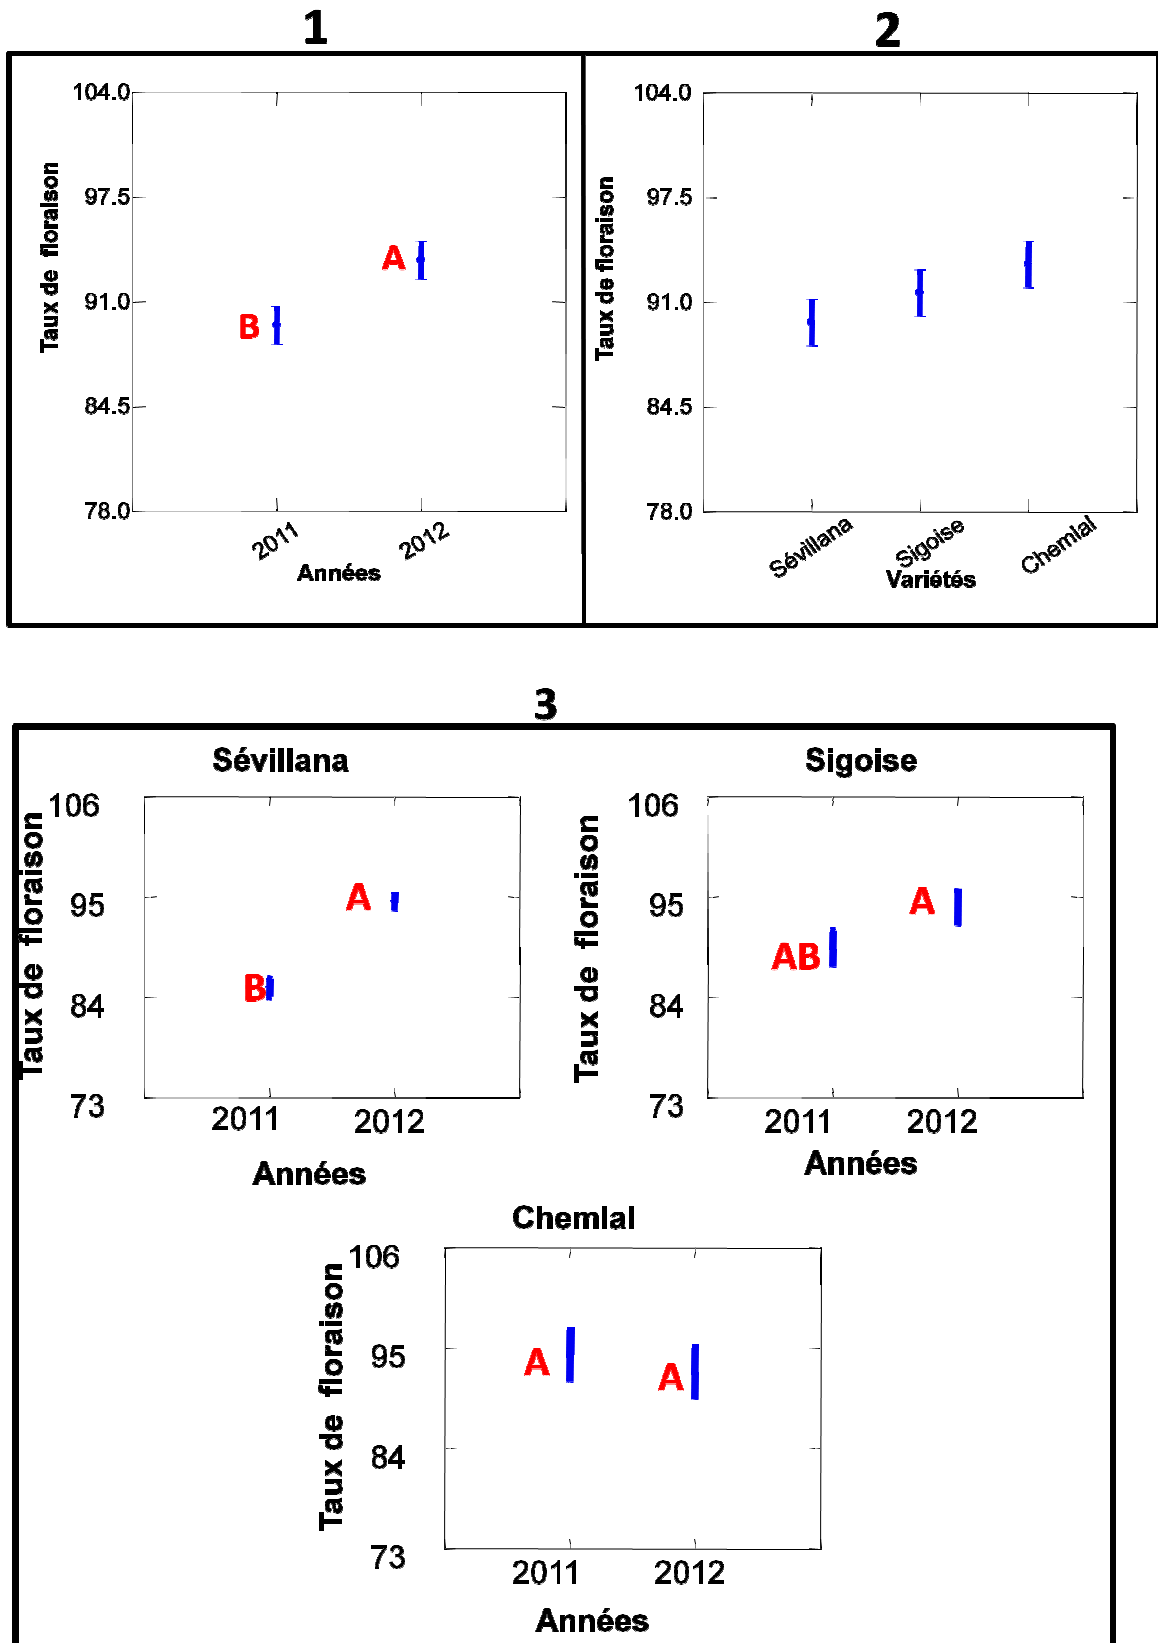 1
104.0
97.5
91.0
84.5
78.0
Taux de floraison
A
B
2011
2012
Années
2
104.0
97.5
91.0
84.5
78.0
Taux de floraison
Sévillana
Sigoise
Chemlal
Variétés
3
Sévillana
106
95
84
73
Taux de floraison
A
B
2011
2012
Années
Sigoise
106
95
84
73
Taux de floraison
A
AB
2011
2012
Années
Chemlal
106
95
84
73
Taux de floraison
A
A
2011
2012
Années